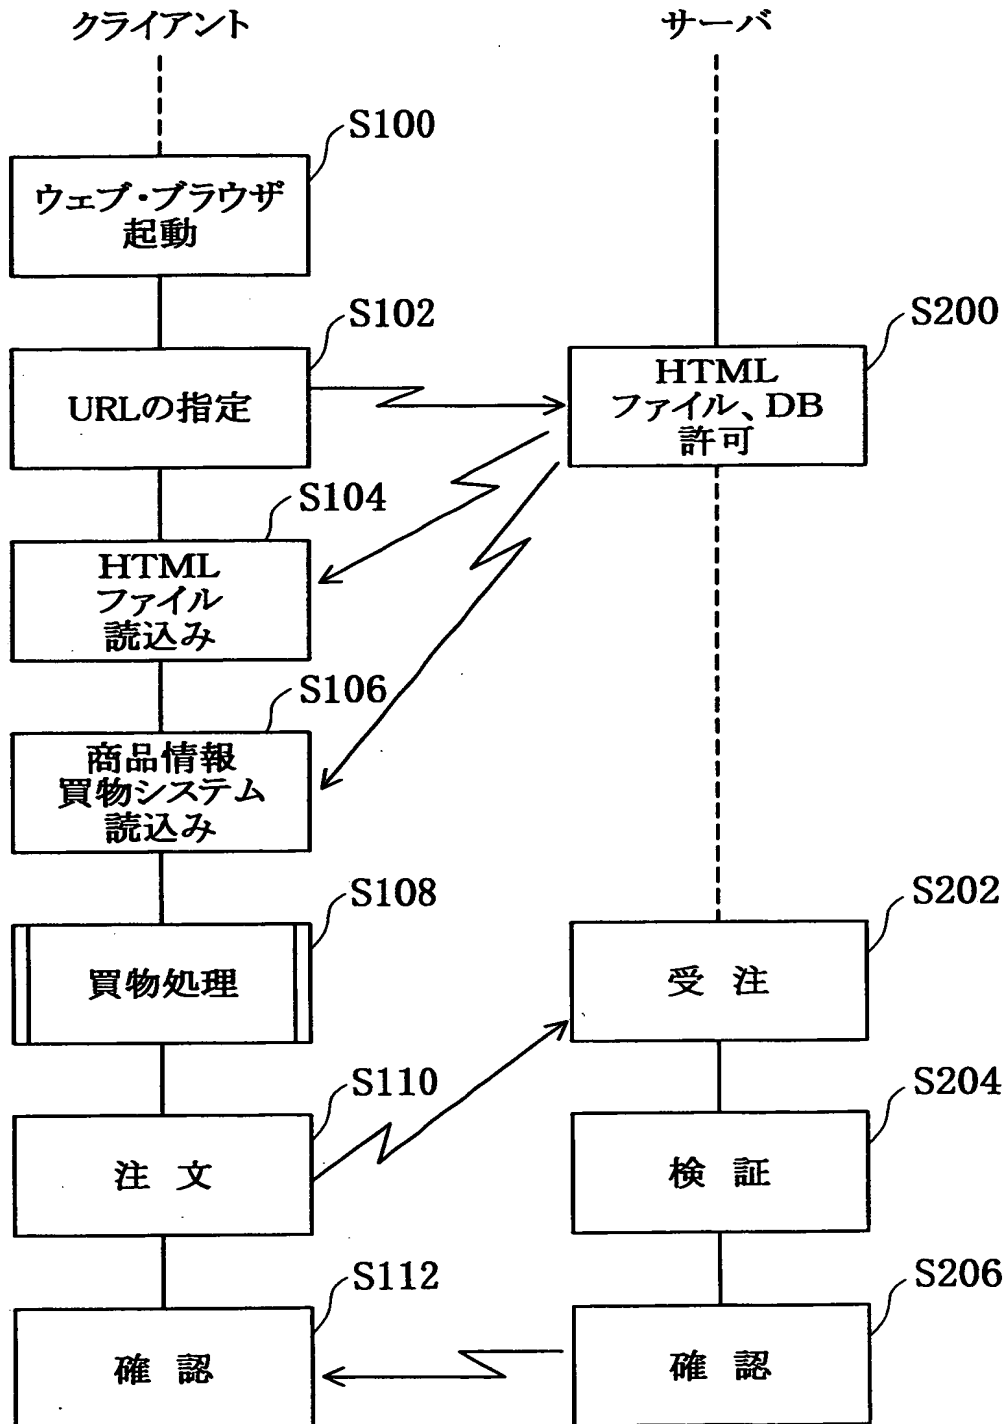 クライアント
サーバ
S100
ウェブ・ブラウザ
起動
S102
URLの指定
S200
HTML
ファイル、DB
許可
S104
HTML
ファイル
読込み
S106
商品情報
買物システム
読込み
S108
買物処理
S202
受 注
S110
注 文
S204
検 証
S112
確 認
S206
確 認